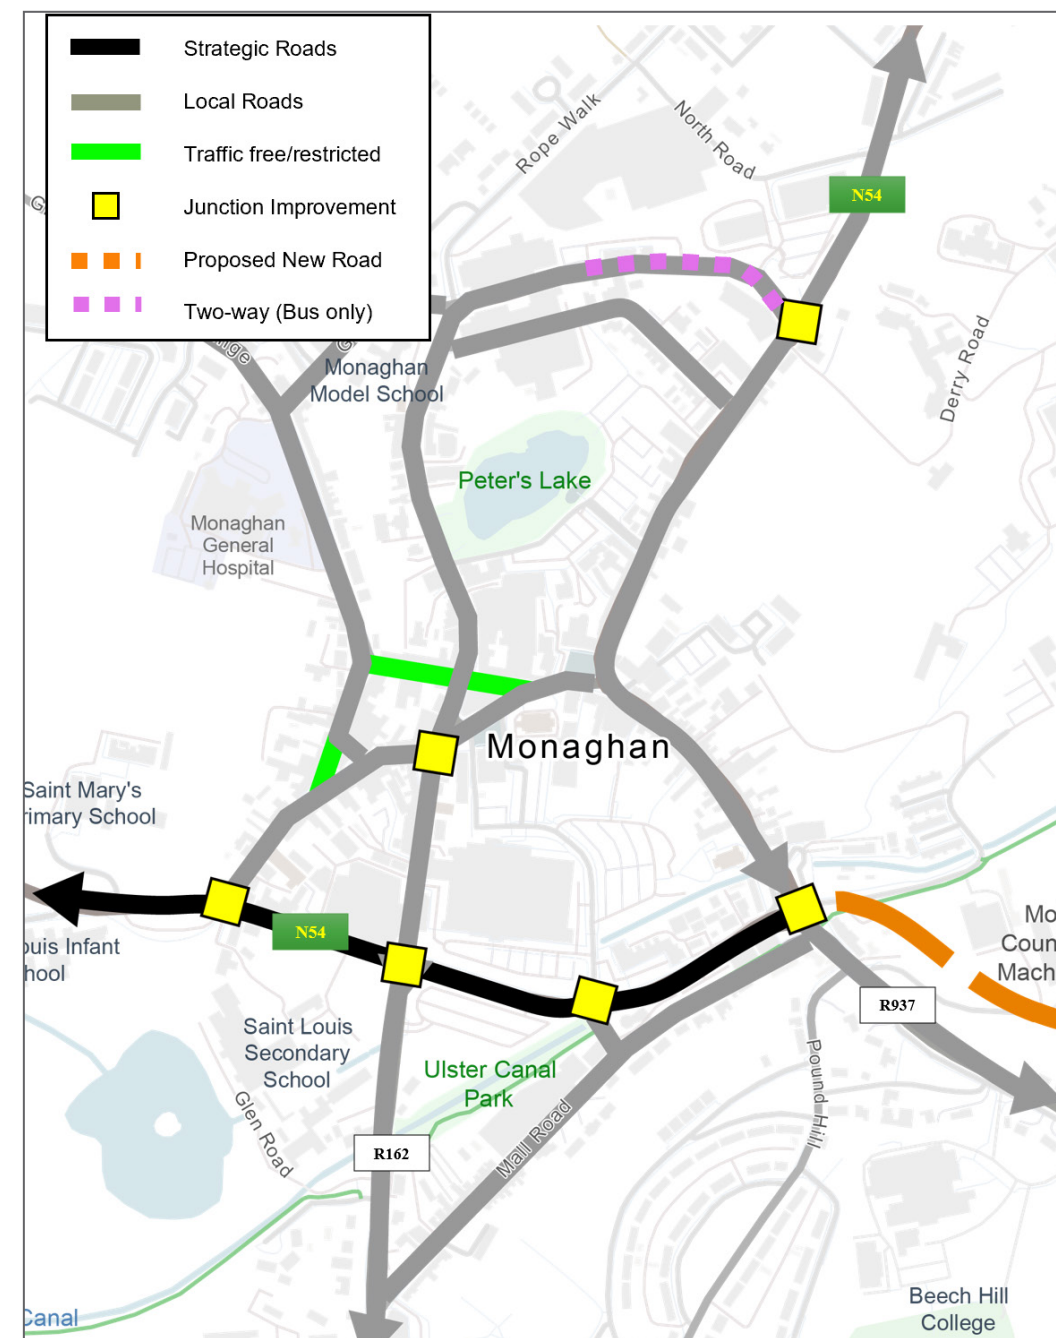 Strategic Roads
Local Roads
Traffic free/restricted
Junction Improvement
Proposed New Road
Two-way (Bus only)
Rope Walk
North Road
N54
Derry Road
Monaghan
Model School
Peter's Lake
Monaghan
General
Hospital
Monaghan
Saint Mary's
rimary School
N54
ouis Infant
hool
Mo
Coun
Mach
R937
Saint Louis
Secondary
School
Ulster Canal
Park
Glen Road
Mall Road
Pound Hill
R162
Canal
Beech Hill
College